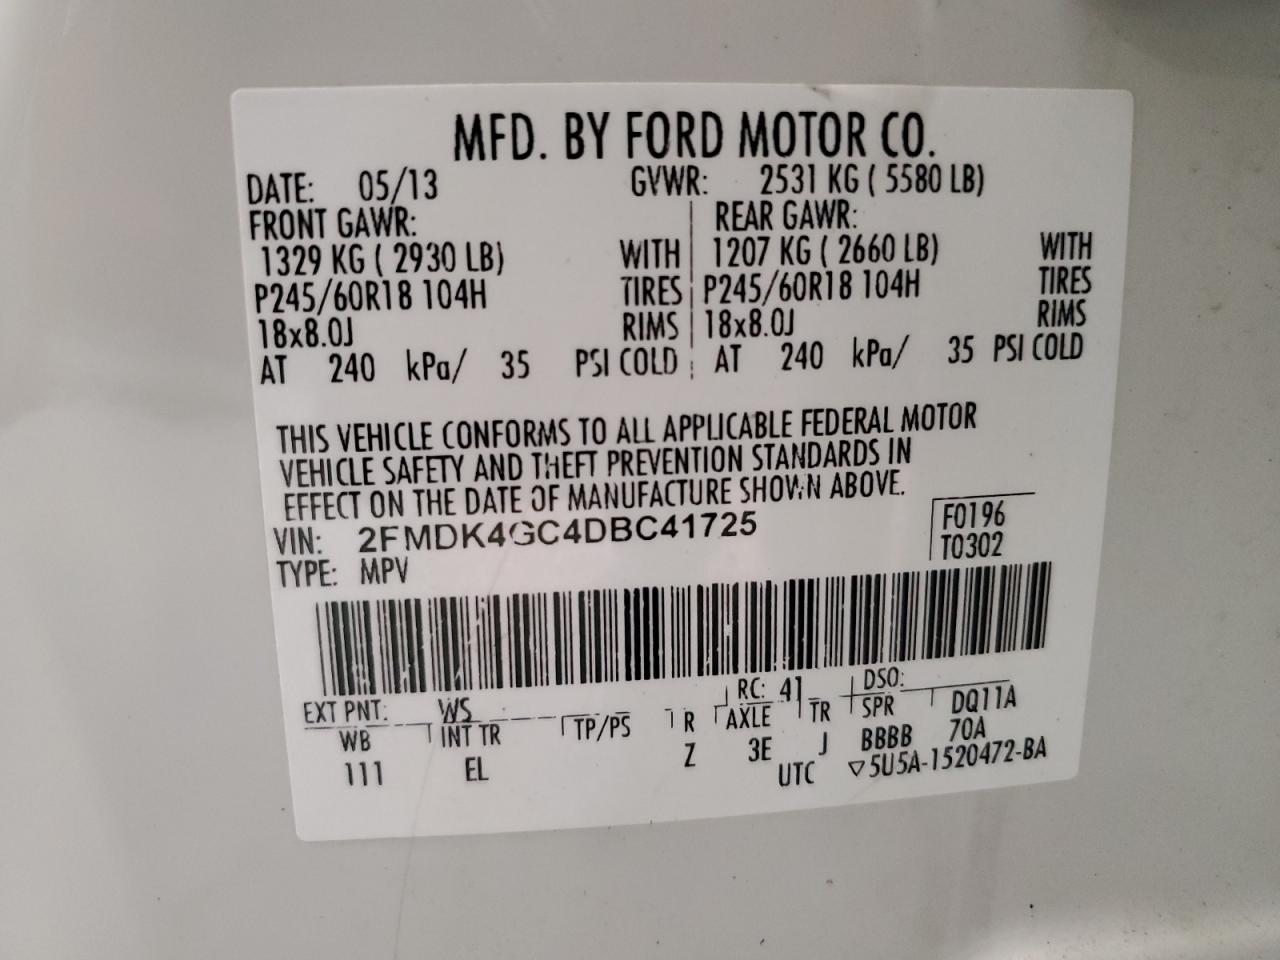 MFD. BY FORD MOTOR CO.
DATE: 05/13 GVWR: 2531 KG ( 5580 LB)
FRONT GAWR: REAR GAWR:
1329 KG ( 2930 LB) WITH 1207 KG ( 2660 LB) WITH
P245/60R18 104H TIRES P245/60R18 104H TIRES
18x8.0J RIMS 18x8.0J RIMS
AT 240 kPa/ 35 PSI COLD AT 240 kPa/ 35 PSI COLD
THIS VEHICLE CONFORMS TO ALL APPLICABLE FEDERAL MOTOR
VEHICLE SAFETY AND THEFT PREVENTION STANDARDS IN
EFFECT ON THE DATE OF MANUFACTURE SHOWN ABOVE.
VIN: 2FMDK4GC4DBC41725
TYPE: MPV
F0196
T0302
EXT PNT: WS RC: 41 DSO:
WB INT TR TP/PS R AXLE TR SPR DQ11A
111 EL Z 3E J BBBB 70A
UTC ▽5U5A-1520472-BA